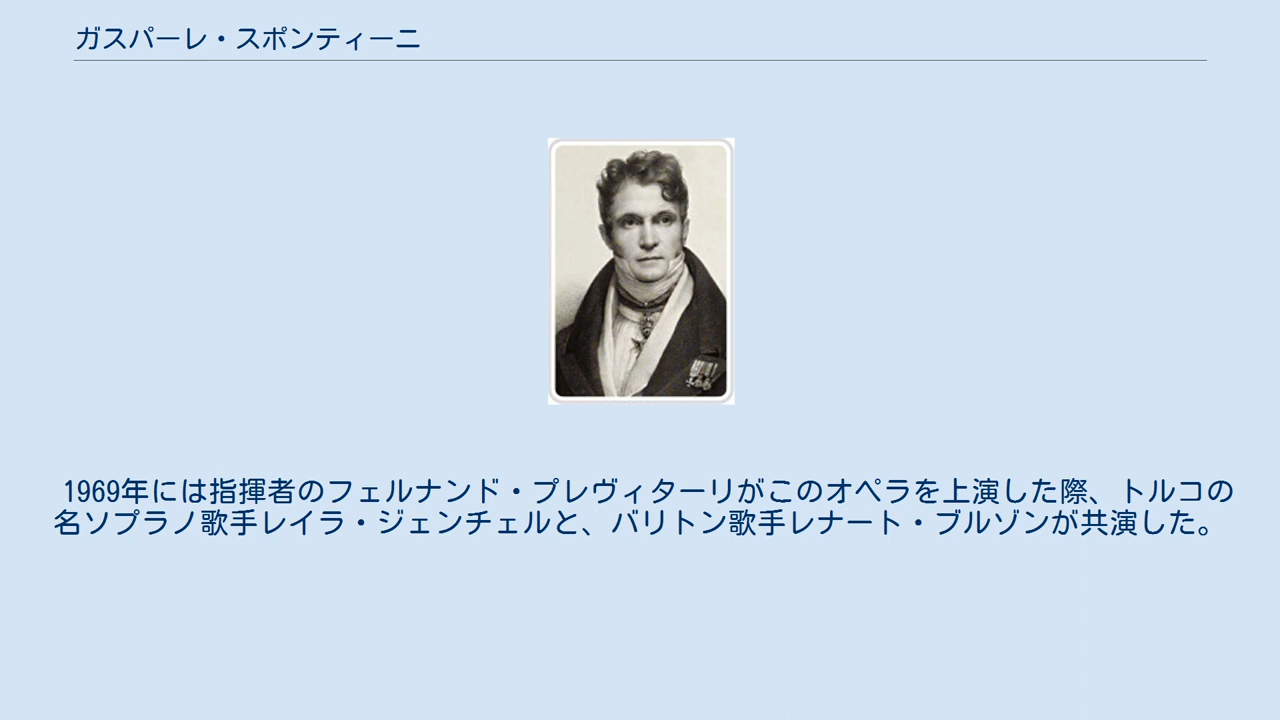 ガスパーレ・スポンティーニ
1969年には指揮者のフェルナンド・プレヴィターリがこのオペラを上演した際、トルコの
名ソプラノ歌手レイラ・ジェンチェルと、バリトン歌手レナート・ブルゾンが共演した。